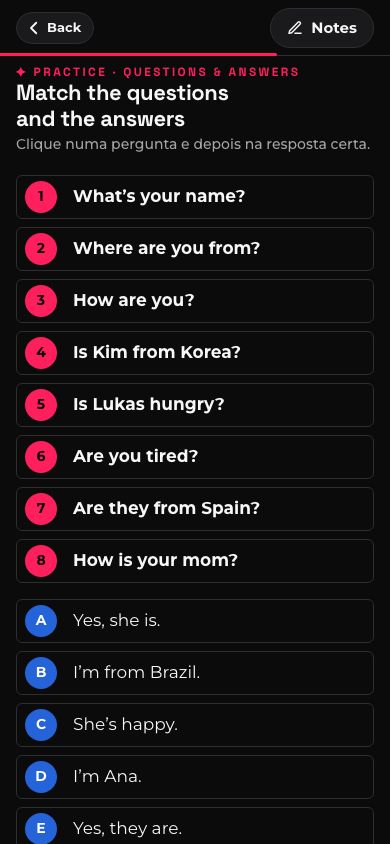 Back
Notes
PRACTICE · QUESTIONS & ANSWERS
Match the questions
and the answers
Clique numa pergunta e depois na resposta certa.
1 What's your name?
2 Where are you from?
3 How are you?
4 Is Kim from Korea?
5 Is Lukas hungry?
6 Are you tired?
7 Are they from Spain?
8 How is your mom?
A Yes, she is.
B I'm from Brazil.
C She's happy.
D I'm Ana.
E Yes, they are.